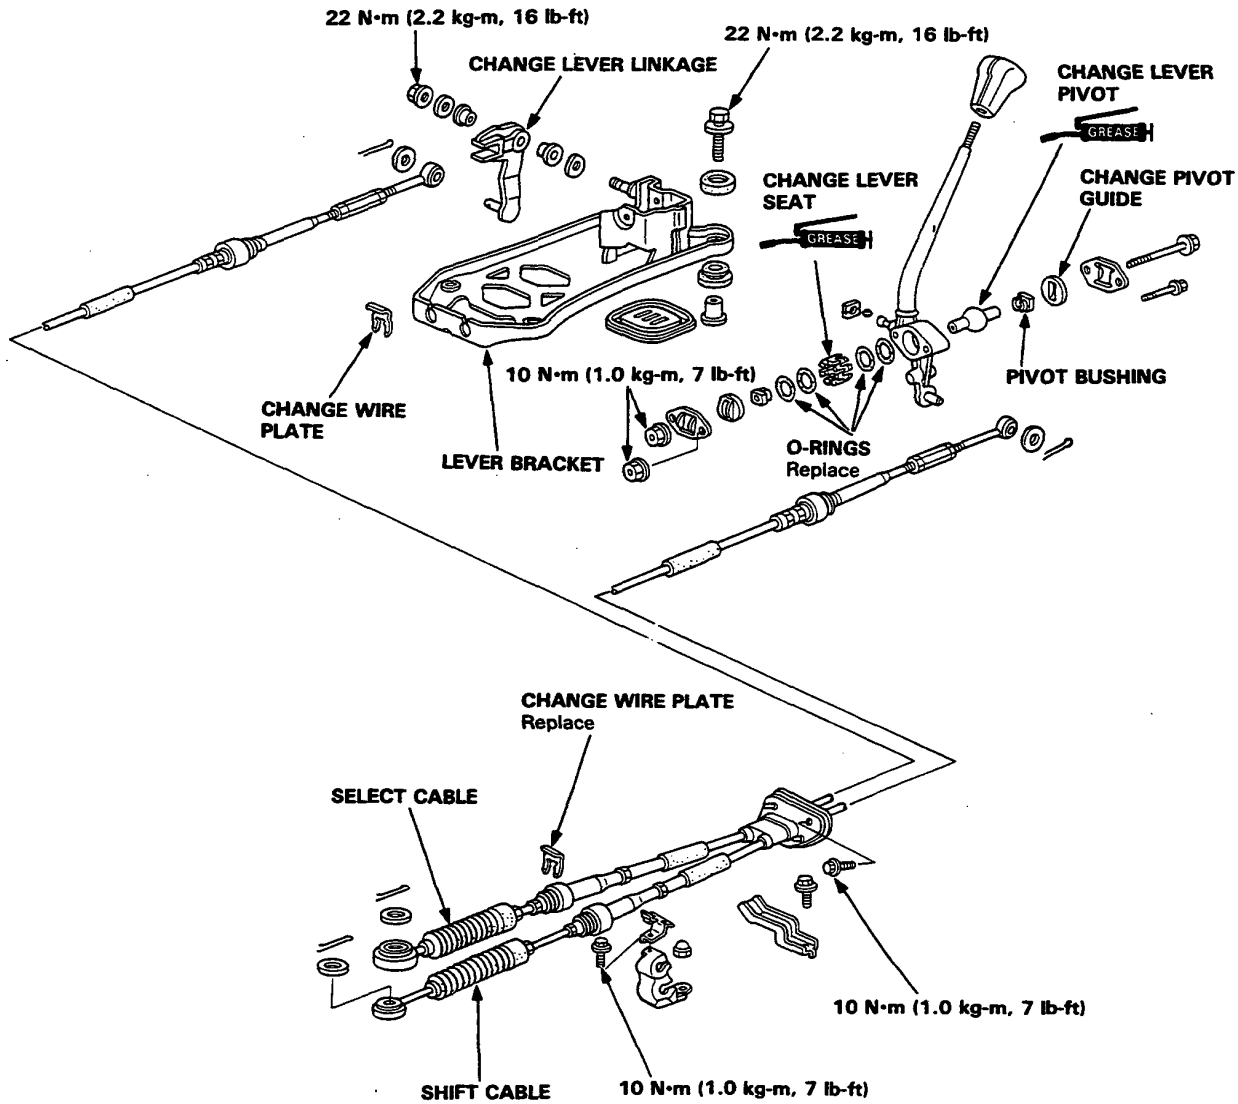 22 N•m (2.2 kg-m, 16 lb-ft)
22 N•m (2.2 kg-m, 16 lb-ft)
CHANGE LEVER LINKAGE
CHANGE LEVER
PIVOT
GREASE
CHANGE LEVER
SEAT
GREASE
CHANGE PIVOT
GUIDE
10 N•m (1.0 kg-m, 7 lb-ft)
PIVOT BUSHING
CHANGE WIRE
PLATE
LEVER BRACKET
O-RINGS
Replace
CHANGE WIRE PLATE
Replace
SELECT CABLE
10 N•m (1.0 kg-m, 7 lb-ft)
SHIFT CABLE
10 N•m (1.0 kg-m, 7 lb-ft)